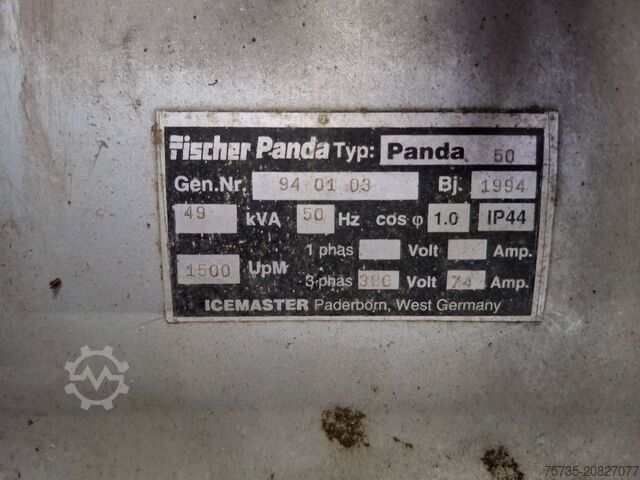 Fischer Panda Typ: Panda 50
Gen.Nr. 94 01 03 Bj. 1994
49 kVA 50 Hz cos φ 1.0 IP44
1 phas Volt Amp.
1500 UpM
3 phas 380 Volt 74 Amp.
ICEMASTER Paderborn, West Germany
75735-20827077